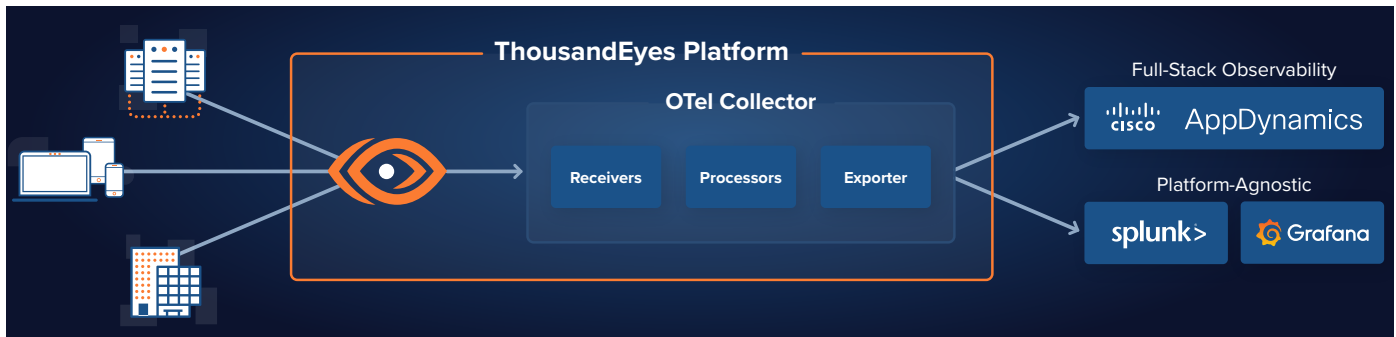 ThousandEyes Platform
OTel Collector
Receivers
Processors
Exporter
Full-Stack Observability
CISCO AppDynamics
Platform-Agnostic
splunk>
Grafana